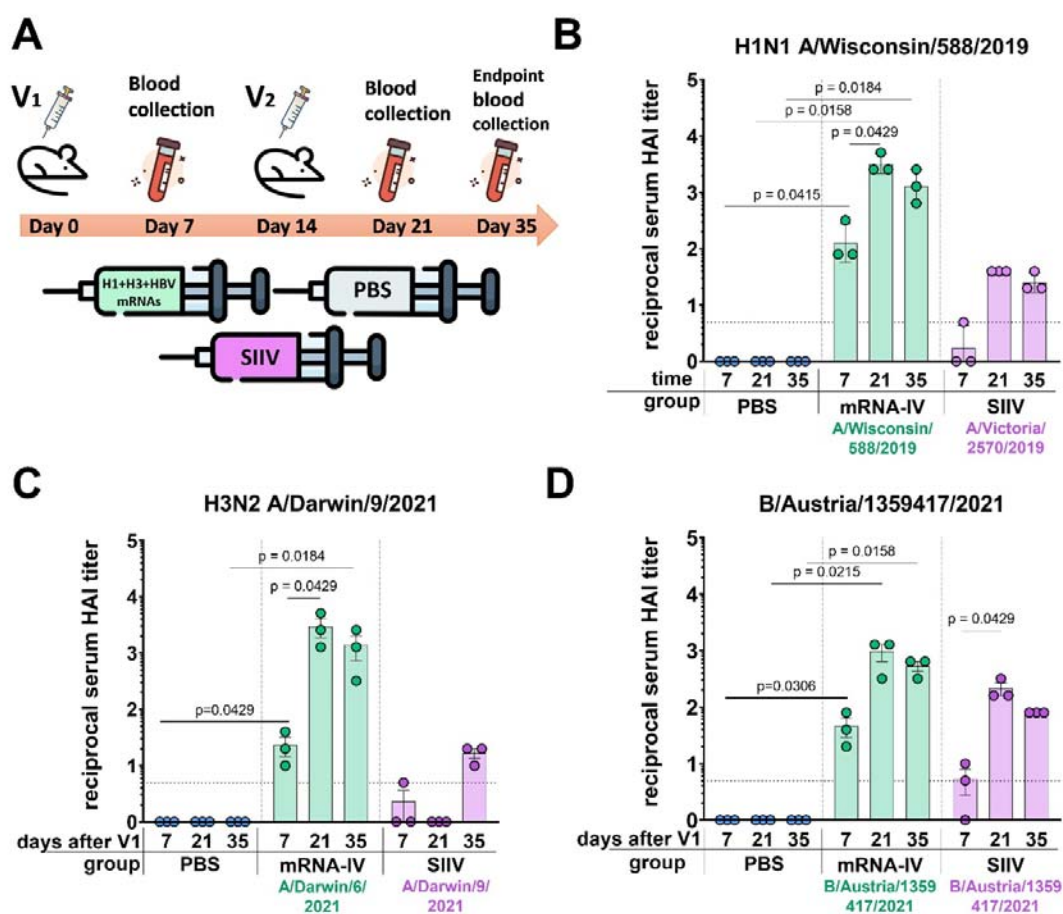 A
V1
Blood
collection
V2
Blood
collection
Endpoint
blood
collection
Day 0
Day 7
Day 14
Day 21
Day 35
H1+H3+HBV
mRNAs
PBS
SIIV
B
H1N1 A/Wisconsin/588/2019
reciprocal serum HAI titer
5
4
3
2
1
0
p = 0.0184
p = 0.0158
p = 0.0429
p = 0.0415
time
7 21 35 7 21 35 7 21 35
group
PBS
mRNA-IV
SIIV
A/Wisconsin/
588/2019
A/Victoria/
2570/2019
C
H3N2 A/Darwin/9/2021
reciprocal serum HAI titer
5
4
3
2
1
0
p = 0.0184
p = 0.0429
p=0.0429
days after V1
7 21 35 7 21 35 7 21 35
group
PBS
mRNA-IV
SIIV
A/Darwin/6/
2021
A/Darwin/9/
2021
D
B/Austria/1359417/2021
reciprocal serum HAI titer
5
4
3
2
1
0
p = 0.0158
p = 0.0215
p = 0.0429
p=0.0306
days after V1
7 21 35 7 21 35 7 21 35
group
PBS
mRNA-IV
SIIV
B/Austria/1359
417/2021
B/Austria/1359
417/2021